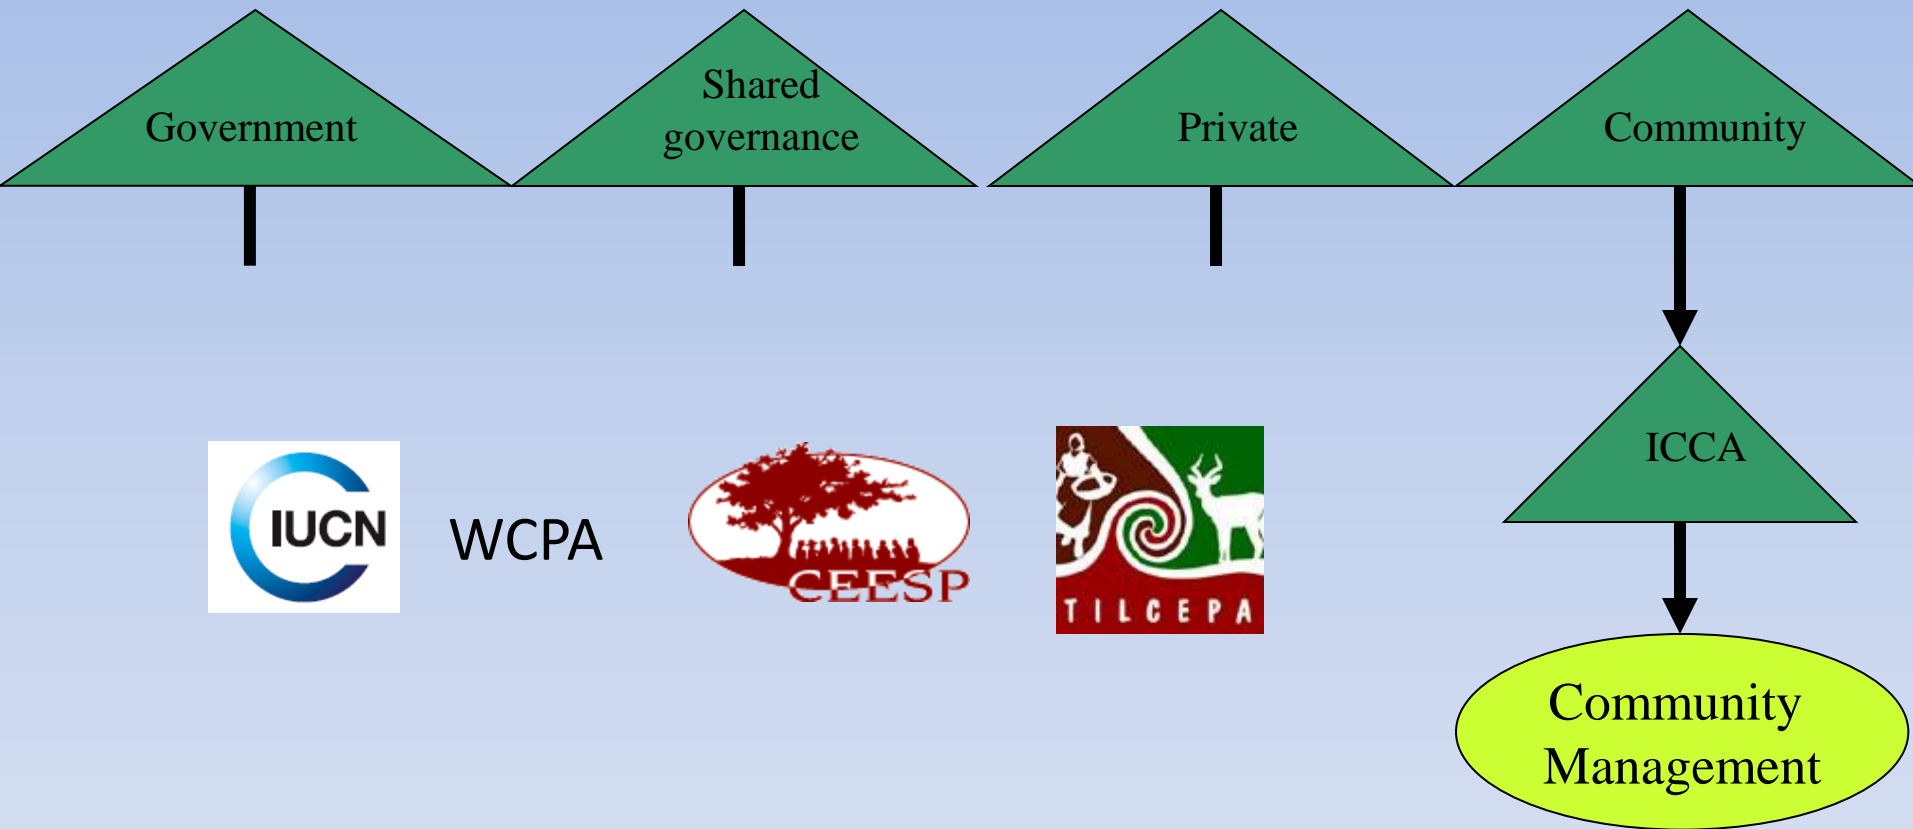 Government
Shared
governance
Private
Community
ICCA
IUCN
WCPA
CEESP
TILCEPA
Community
Management